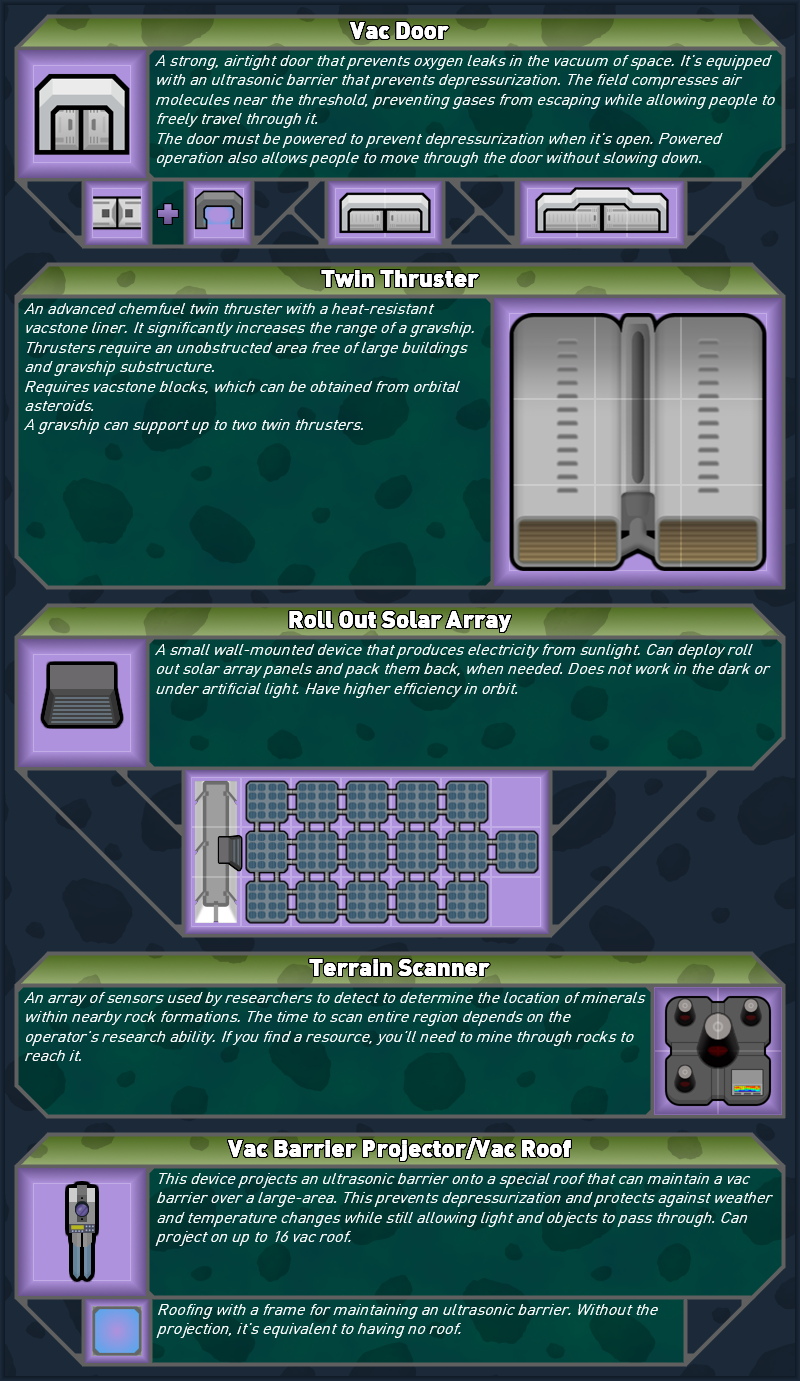 Vac Door
A strong, airtight door that prevents oxygen leaks in the vacuum of space. It's equipped
with an ultrasonic barrier that prevents depressurization. The field compresses air
molecules near the threshold, preventing gases from escaping while allowing people to
freely travel through it.
The door must be powered to prevent depressurization when it's open. Powered
operation also allows people to move through the door without slowing down.
Twin Thruster
An advanced chemfuel twin thruster with a heat-resistant
vacstone liner. It significantly increases the range of a gravship.
Thrusters require an unobstructed area free of large buildings
and gravship substructure.
Requires vacstone blocks, which can be obtained from orbital
asteroids.
A gravship can support up to two twin thrusters.
Roll Out Solar Array
A small wall-mounted device that produces electricity from sunlight. Can deploy roll
out solar array panels and pack them back, when needed. Does not work in the dark or
under artificial light. Have higher efficiency in orbit.
Terrain Scanner
An array of sensors used by researchers to detect to determine the location of minerals
within nearby rock formations. The time to scan entire region depends on the
operator's research ability. If you find a resource, you'll need to mine through rocks to
reach it.
Vac Barrier Projector/Vac Roof
This device projects an ultrasonic barrier onto a special roof that can maintain a vac
barrier over a large-area. This prevents depressurization and protects against weather
and temperature changes while still allowing light and objects to pass through. Can
project on up to 16 vac roof.
Roofing with a frame for maintaining an ultrasonic barrier. Without the
projection, it's equivalent to having no roof.